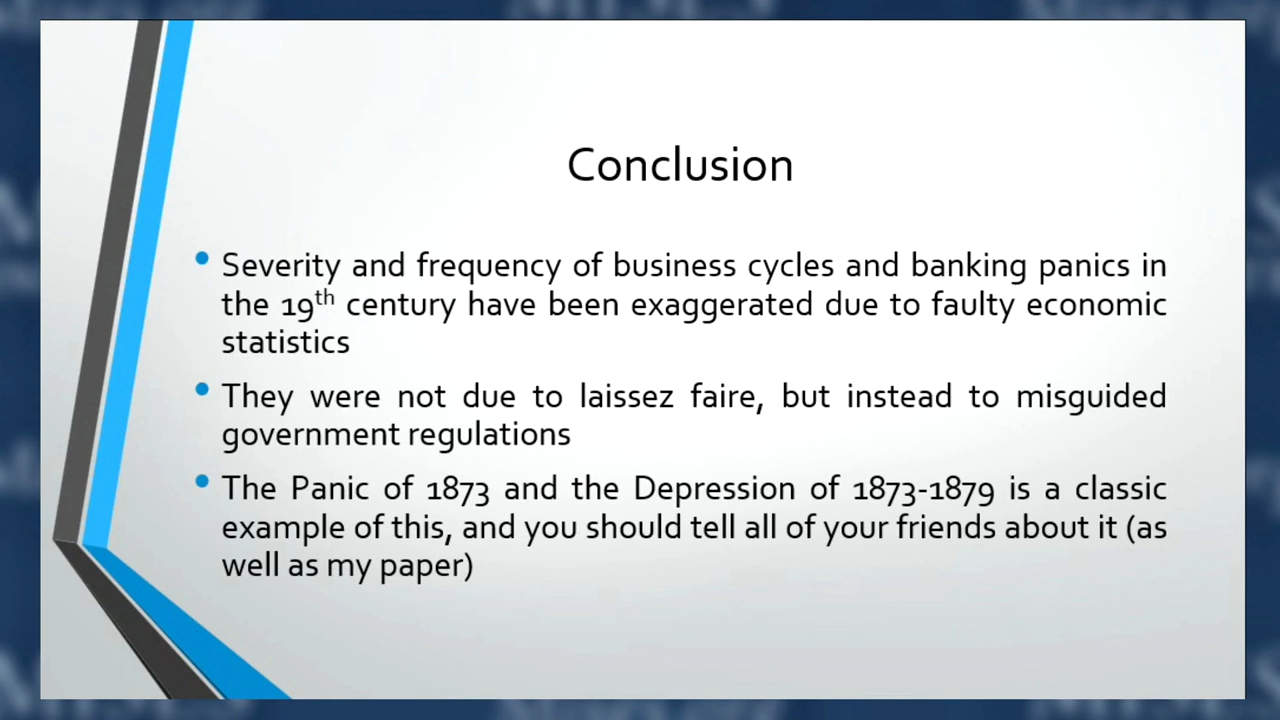 Conclusion
• Severity and frequency of business cycles and banking panics in
the 19th century have been exaggerated due to faulty economic
statistics
• They were not due to laissez faire, but instead to misguided
government regulations
• The Panic of 1873 and the Depression of 1873-1879 is a classic
example of this, and you should tell all of your friends about it (as
well as my paper)